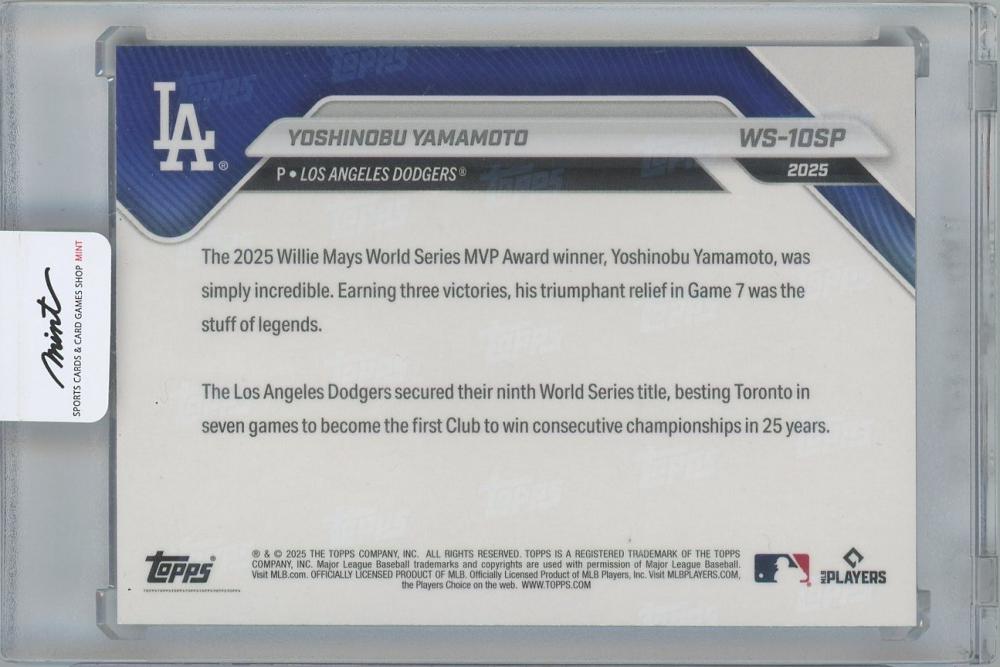 LA®
YOSHINOBU YAMAMOTO
WS-10SP
P • LOS ANGELES DODGERS®
2025
The 2025 Willie Mays World Series MVP Award winner, Yoshinobu Yamamoto, was
simply incredible. Earning three victories, his triumphant relief in Game 7 was the
stuff of legends.
The Los Angeles Dodgers secured their ninth World Series title, besting Toronto in
seven games to become the first Club to win consecutive championships in 25 years.
mint
SPORTS CARDS & CARD GAMES SHOP MINT
Topps®
® & © 2025 THE TOPPS COMPANY, INC. ALL RIGHTS RESERVED. TOPPS IS A REGISTERED TRADEMARK OF THE TOPPS
COMPANY, INC. Major League Baseball trademarks and copyrights are used with permission of Major League Baseball.
Visit MLB.com. OFFICIALLY LICENSED PRODUCT OF MLB. Officially Licensed Product of MLB Players, Inc. Visit MLBPLAYERS.COM,
the Players Choice on the web. WWW.TOPPS.COM
MLB PLAYERS